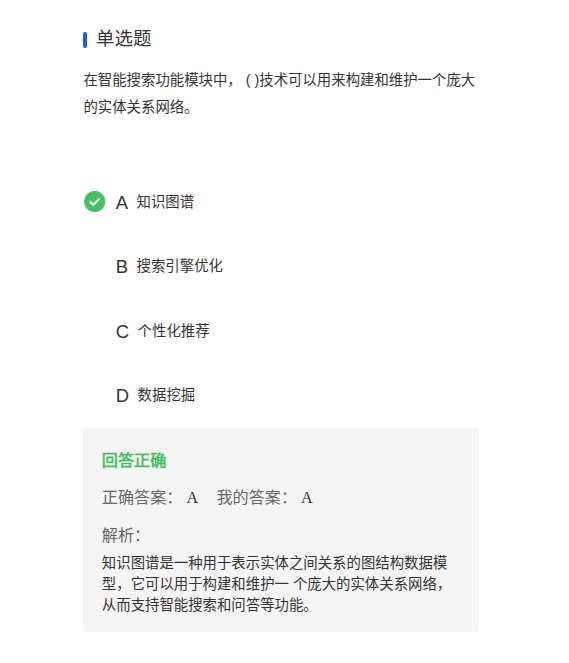 单选题
在智能搜索功能模块中， ( )技术可以用来构建和维护一个庞大
的实体关系网络。
A 知识图谱
B 搜索引擎优化
C 个性化推荐
D 数据挖掘
回答正确
正确答案： A 我的答案： A
解析：
知识图谱是一种用于表示实体之间关系的图结构数据模
型，它可以用于构建和维护一 个庞大的实体关系网络，
从而支持智能搜索和问答等功能。